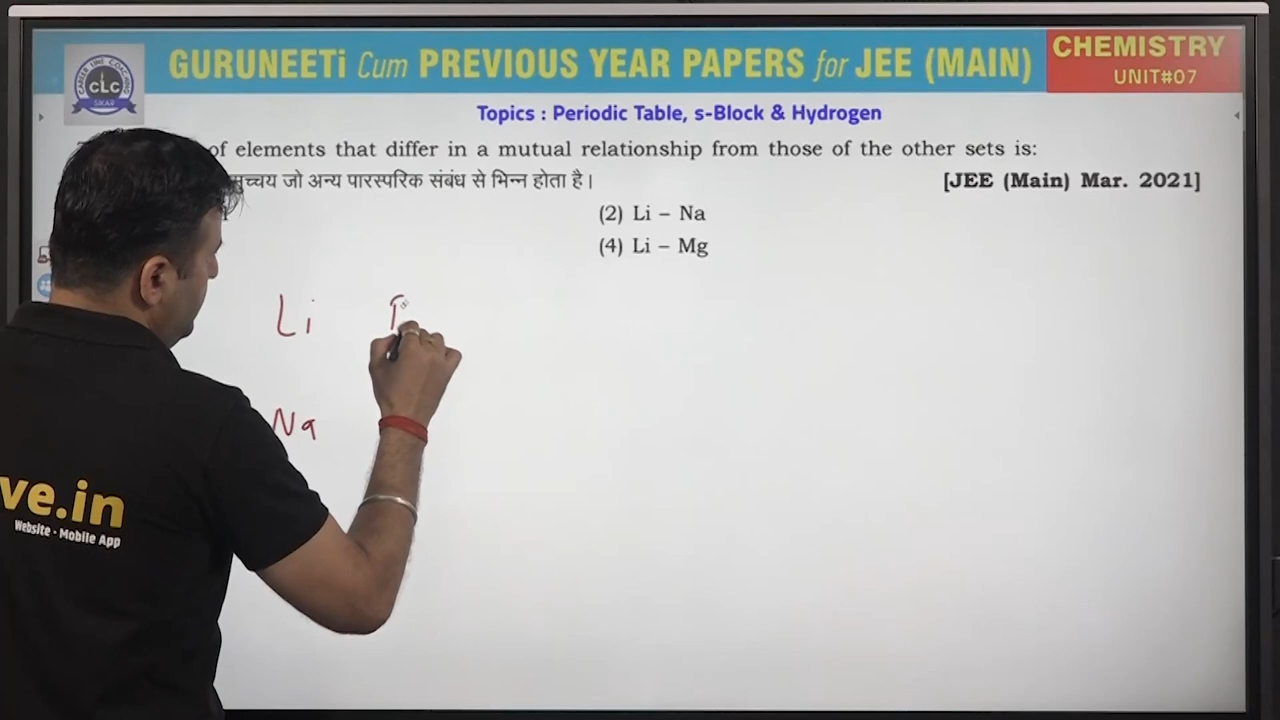 GURUNEETi Cum PREVIOUS YEAR PAPERS for JEE (MAIN)
CHEMISTRY
UNIT#07
CLC
SIKAR
Topics : Periodic Table, s-Block & Hydrogen
of elements that differ in a mutual relationship from those of the other sets is:
जो अन्य पारस्परिक संबंध से भिन्न होता है।
[JEE (Main) Mar. 2021]
(2) Li – Na
(4) Li – Mg
Li
Na
ve.in
Website - Mobile App